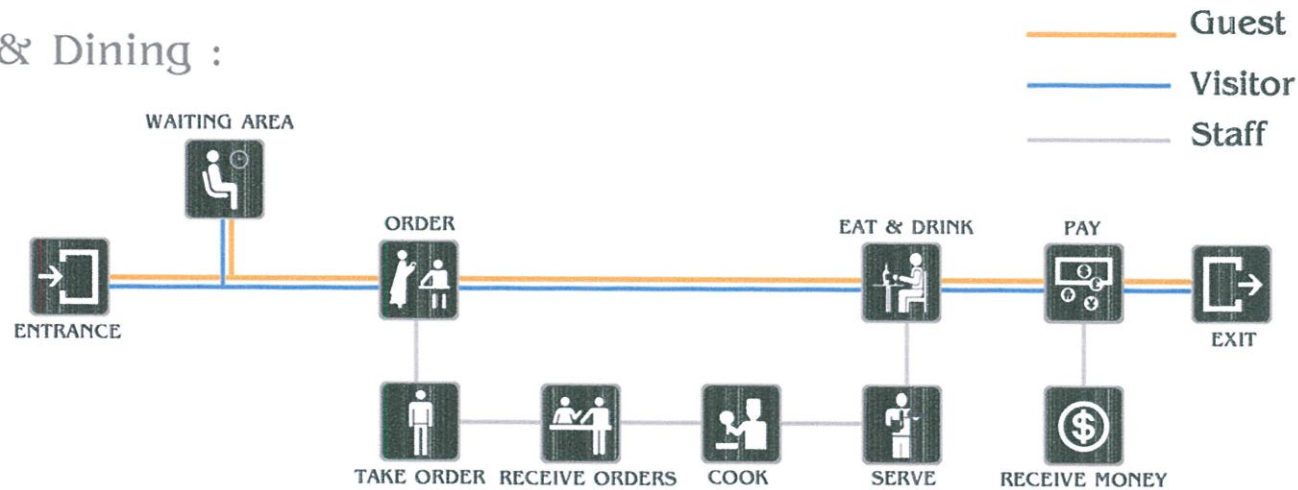 & Dining :
Guest
Visitor
Staff
WAITING AREA
ORDER
EAT & DRINK
PAY
ENTRANCE
EXIT
TAKE ORDER
RECEIVE ORDERS
COOK
SERVE
RECEIVE MONEY